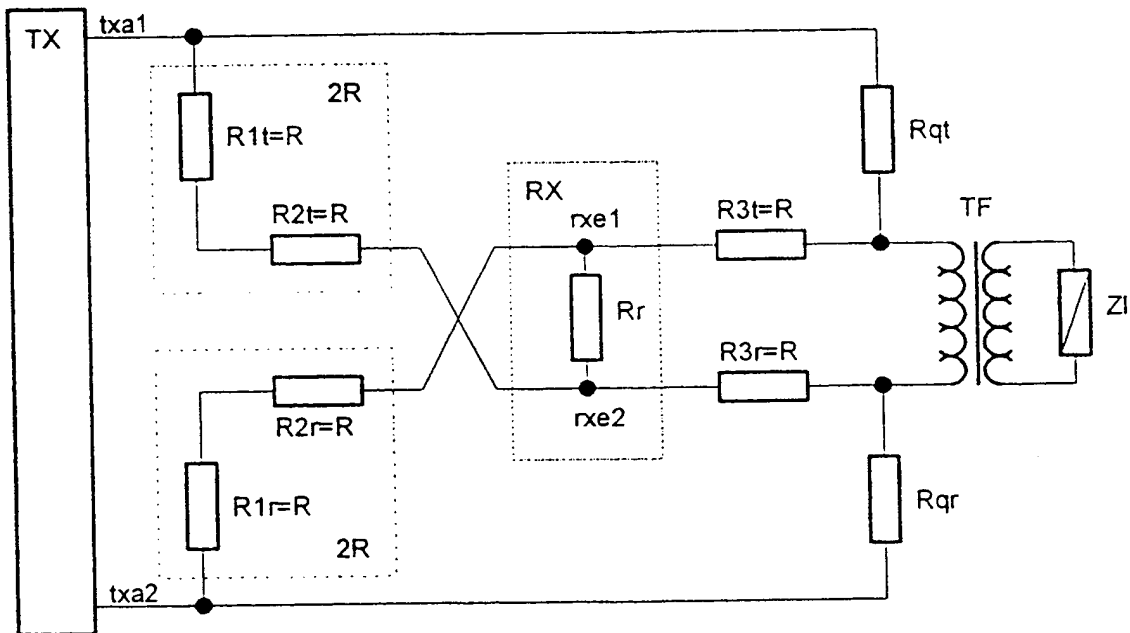 TX
txa1
2R
R1t=R
R2t=R
Rqt
RX
rxe1
R3t=R
TF
Rr
Zl
R3r=R
rxe2
R2r=R
R1r=R
2R
Rqr
txa2